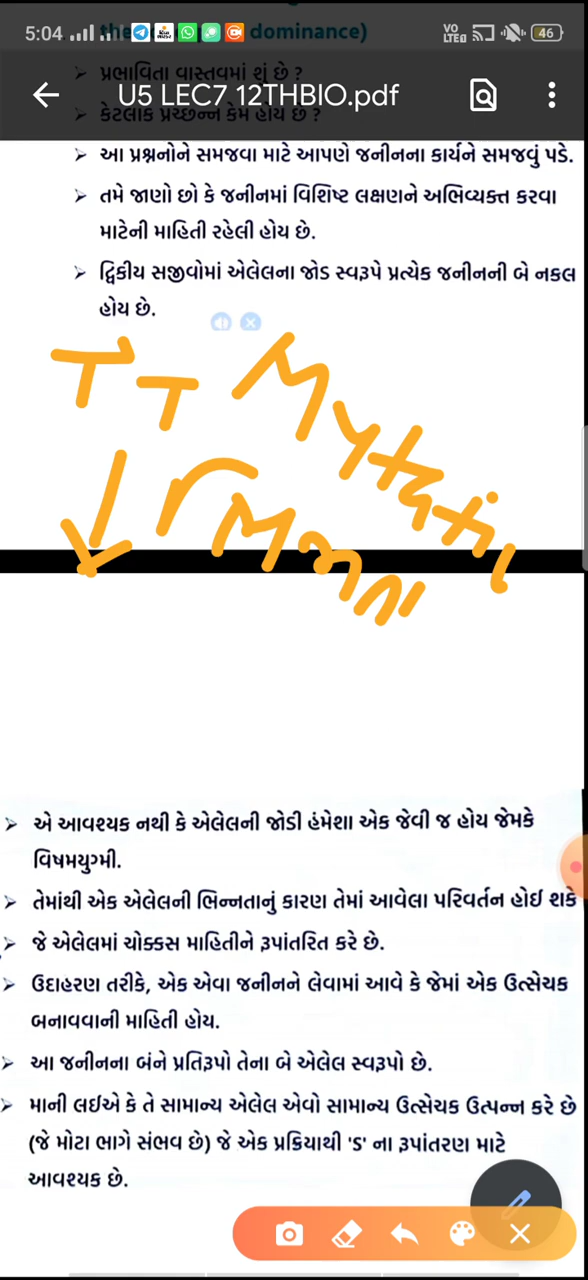 5:04
VO LTE 46
the dominance)
➢ પ્રભાવિતા વાસ્તવમાં શું છે ?
U5 LEC7 12THBIO.pdf
➢ કેટલાક પ્રચ્છન્ન કેમ હોય છે ?
➢ આ પ્રશ્નોને સમજવા માટે આપણે જનીનના કાર્યને સમજવું પડે.
➢ તમે જાણો છો કે જનીનમાં વિશિષ્ટ લક્ષણને અભિવ્યક્ત કરવા
માટેની માહિતી રહેલી હોય છે.
➢ દ્વિકીય સજીવોમાં એલેલના જોડ સ્વરૂપે પ્રત્યેક જનીનની બે નકલ
હોય છે.
T T
➢ એ આવશ્યક નથી કે એલેલની જોડી હંમેશા એક જેવી જ હોય જેમકે
વિષમયુગ્મી.
➢ તેમાંથી એક એલેલની ભિન્નતાનું કારણ તેમાં આવેલા પરિવર્તન હોઈ શકે
➢ જે એલેલમાં ચોક્કસ માહિતીને રૂપાંતરિત કરે છે.
➢ ઉદાહરણ તરીકે, એક એવા જનીનને લેવામાં આવે કે જેમાં એક ઉત્સેચક
બનાવવાની માહિતી હોય.
➢ આ જનીનના બંને પ્રતિરૂપો તેના બે એલેલ સ્વરૂપો છે.
➢ માની લઈએ કે તે સામાન્ય એલેલ એવો સામાન્ય ઉત્સેચક ઉત્પન્ન કરે છે
(જે મોટા ભાગે સંભવ છે) જે એક પ્રક્રિયાથી 'S' ના રૂપાંતરણ માટે
આવશ્યક છે.